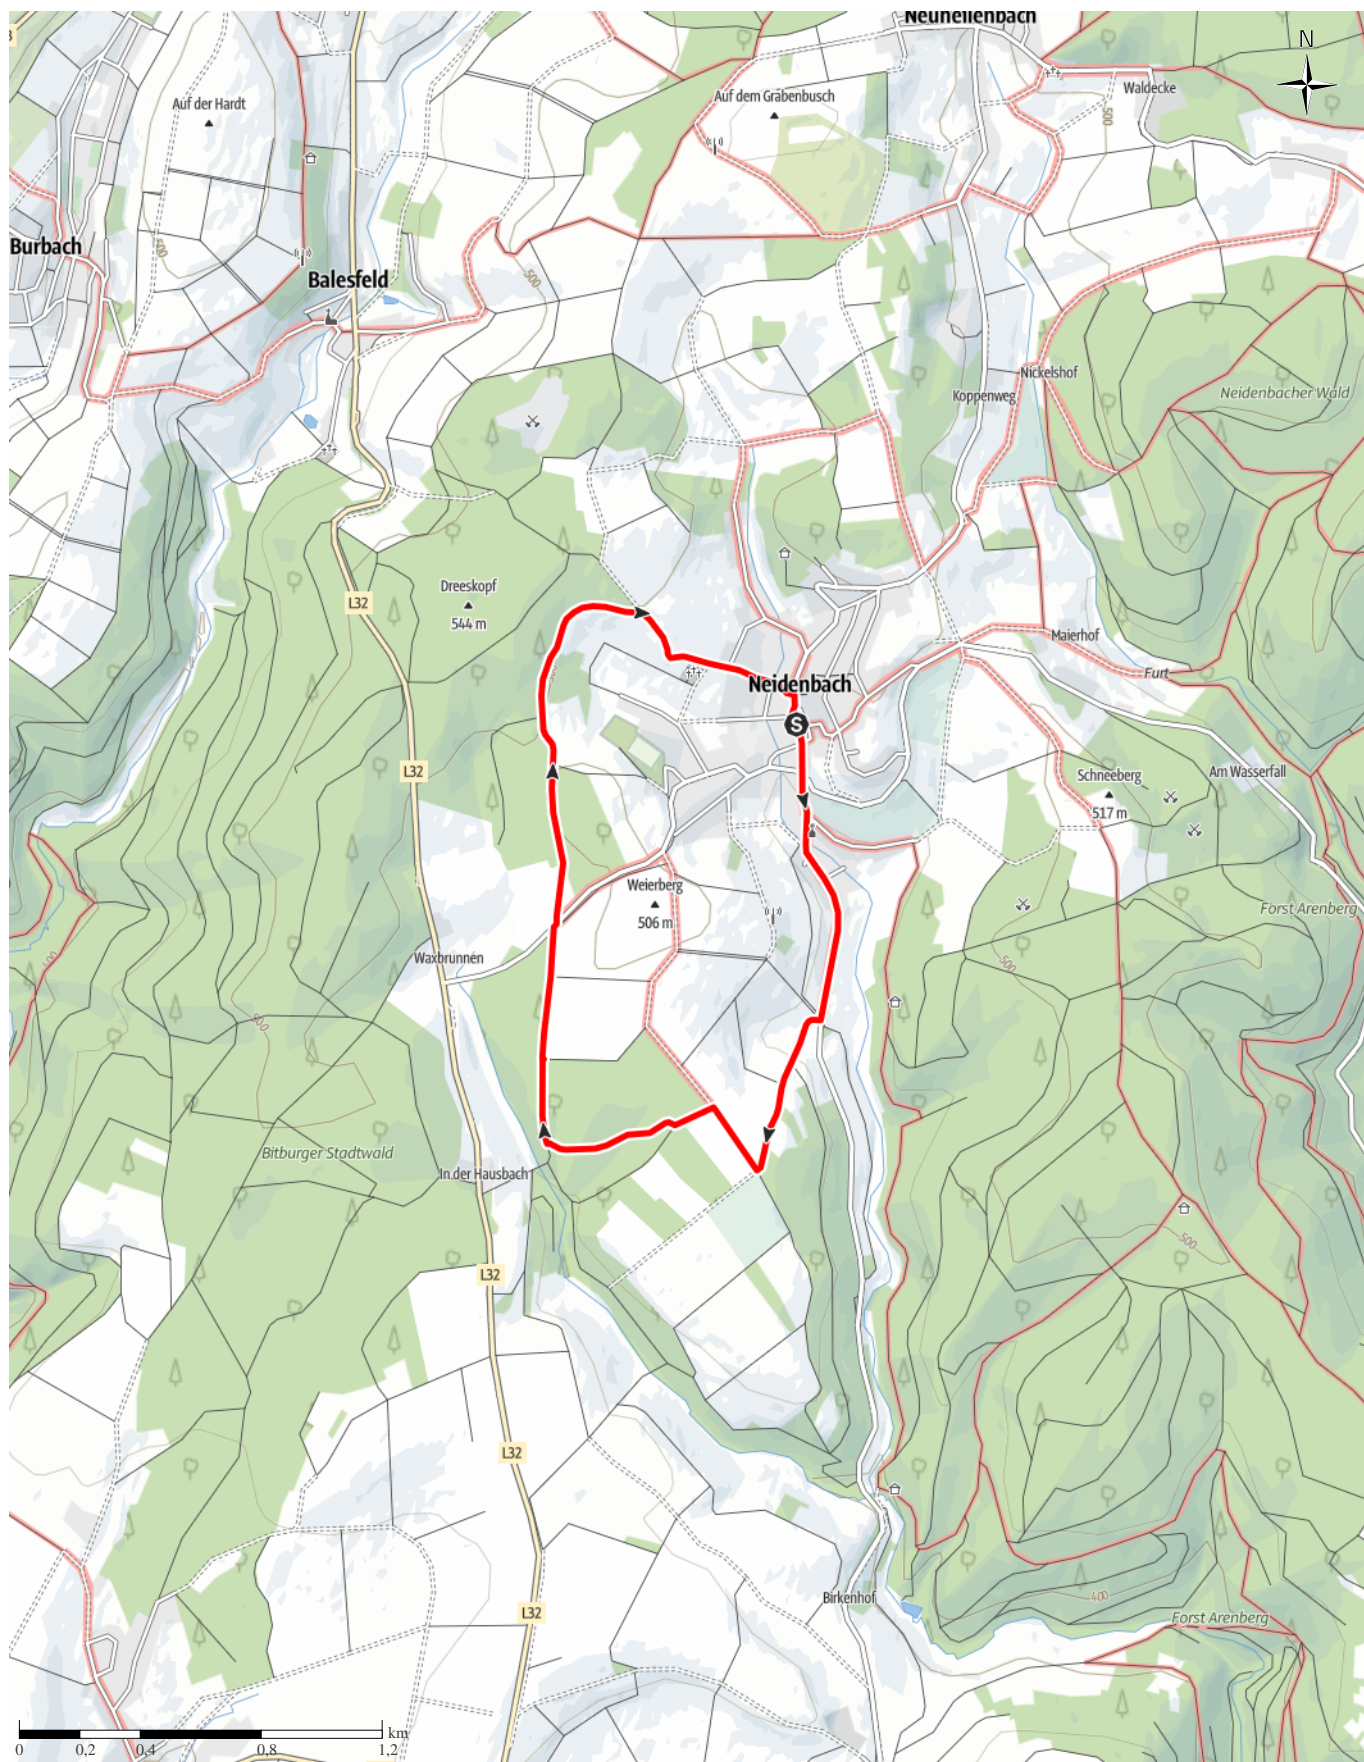 Neuheilenbach
N
Auf der Hardt
Auf dem Gräbenbusch
Waldecke
500
500
Burbach
Balesfeld
500
Nickelshof
Koppenweg
Neidenbacher Wald
Dreeskopf
544 m
L32
Maierhof
Furt
Neidenbach
S
L32
Schneeberg
517 m
Am Wasserfall
Weierberg
506 m
Forst Arenberg
Waxbrunnen
400
500
500
Bitburger Stadtwald
In der Hausbach
500
L32
L32
Birkenhof
400
L32
Forst Arenberg
km
0 0,2 0,4 0,8 1,2